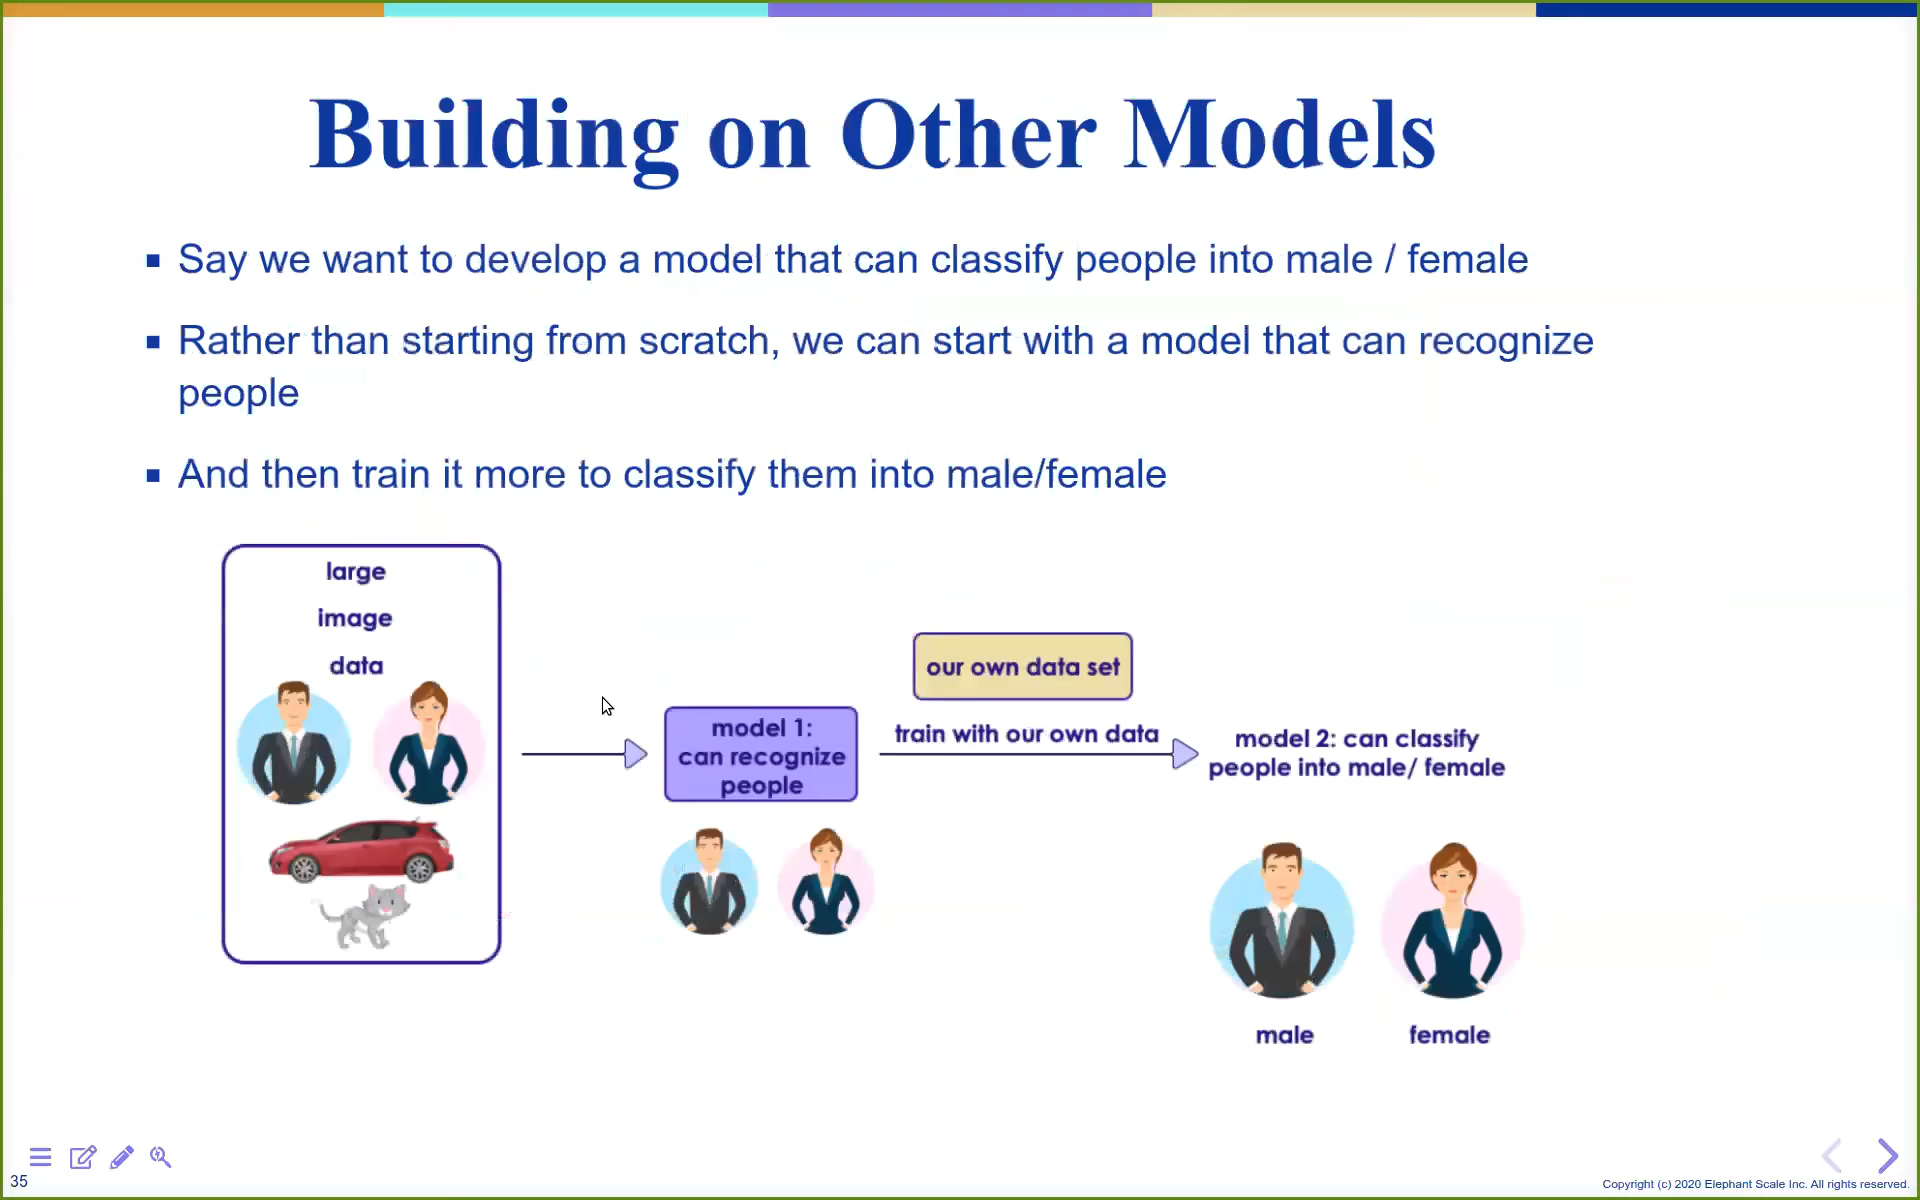 Building on Other Models
Say we want to develop a model that can classify people into male / female
Rather than starting from scratch, we can start with a model that can recognize
people
And then train it more to classify them into male/female
large
image
data
model 1:
can recognize
people
our own data set
train with our own data
model 2: can classify
people into male/ female
male
female
35
Copyright (c) 2020 Elephant Scale Inc. All rights reserved.